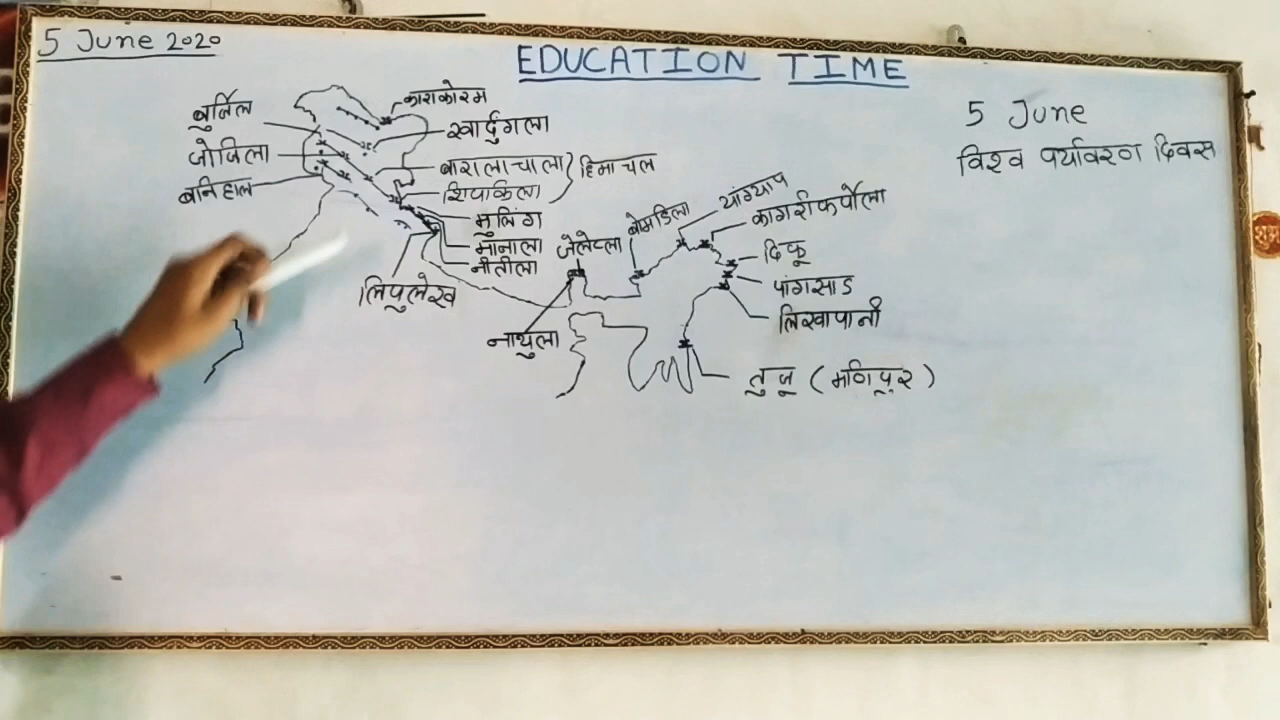 5 June 2020
EDUCATION TIME
5 June
विश्व पर्यावरण दिवस
बुर्जिल
जोजिला
बनिहाल
काराकोरम
खार्दुगला
बारालाचाला
शिपकिला
हिमाचल
मुलिंग
मानाला
नीतीला
लिपुलेख
जेलेप्ला
नाथुला
बोमडिला
यांग्याप
कागरीकर्पोला
दिफू
पांगसाड
लिखापानी
तुजू (मणिपुर)